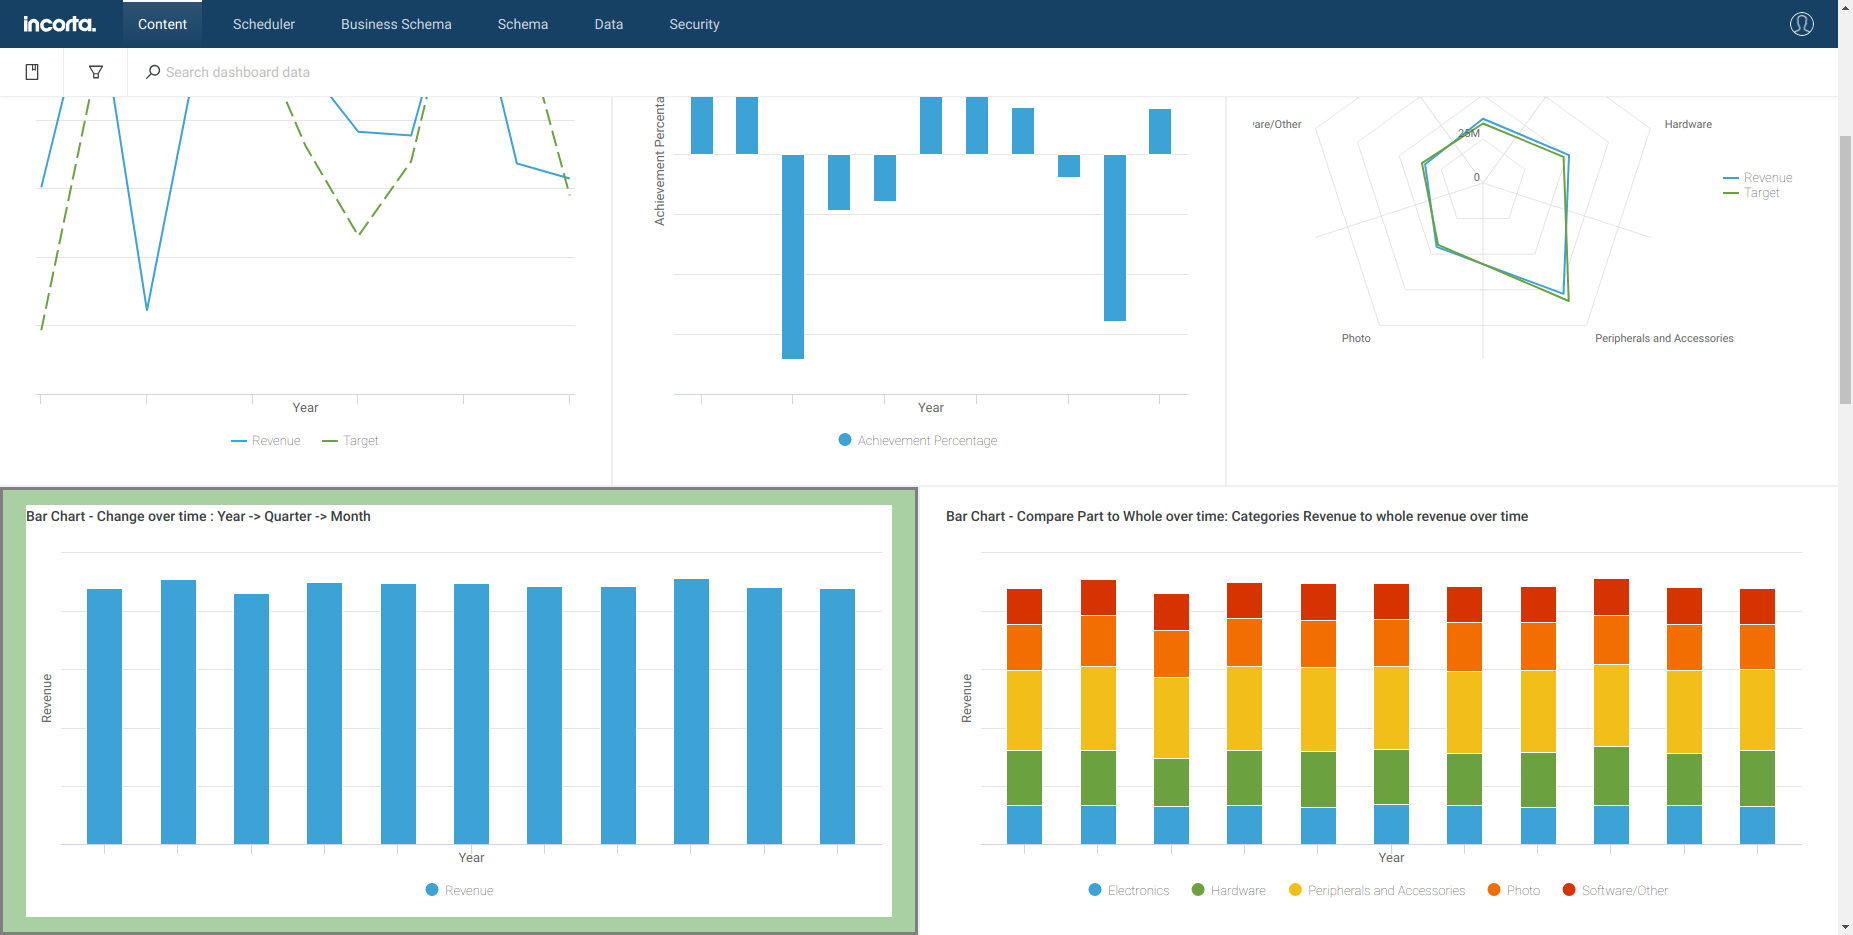 incorta.
Content
Scheduler
Business Schema
Schema
Data
Security
Search dashboard data
Year
Revenue
Target
Achievement Percenta
Year
Achievement Percentage
are/Other
Hardware
25M
0
Revenue
Target
Photo
Peripherals and Accessories
Bar Chart - Change over time : Year -> Quarter -> Month
Revenue
Year
Revenue
Bar Chart - Compare Part to Whole over time: Categories Revenue to whole revenue over time
Revenue
Year
Electronics
Hardware
Peripherals and Accessories
Photo
Software/Other